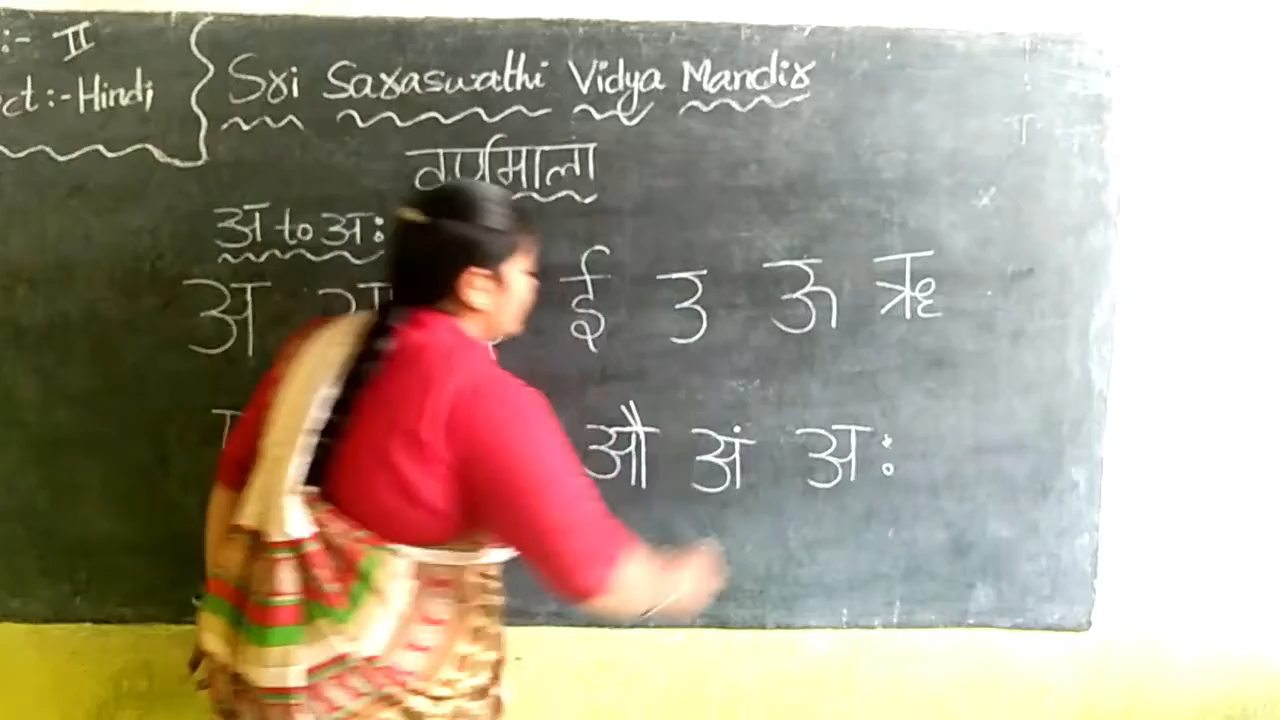 :- II
ct :- Hindi
Sri Saraswathi Vidya Mandir
वर्णमाला
अ to अः
अ ई उ ऊ ऋ
औ अं अः